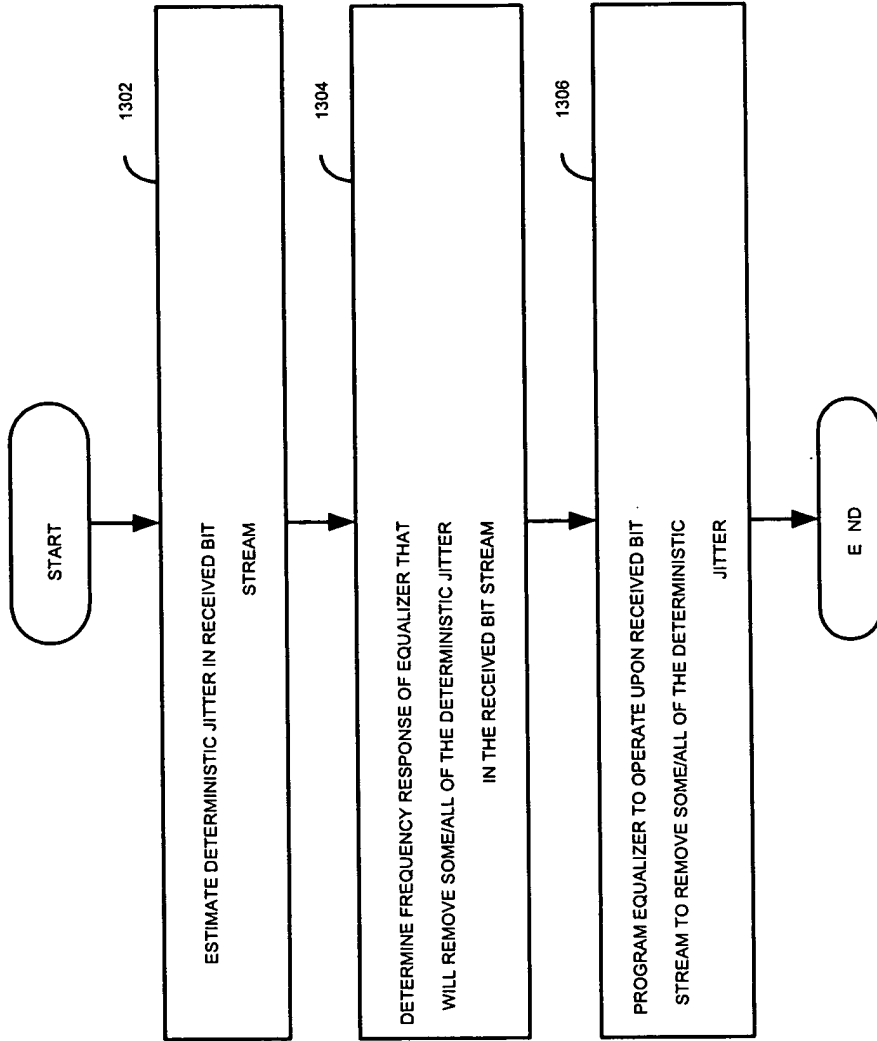 START
1302
ESTIMATE DETERMINISTIC JITTER IN RECEIVED BIT
STREAM
1304
DETERMINE FREQUENCY RESPONSE OF EQUALIZER THAT
WILL REMOVE SOME/ALL OF THE DETERMINISTIC JITTER
IN THE RECEIVED BIT STREAM
1306
PROGRAM EQUALIZER TO OPERATE UPON RECEIVED BIT
STREAM TO REMOVE SOME/ALL OF THE DETERMINISTIC
JITTER
E ND